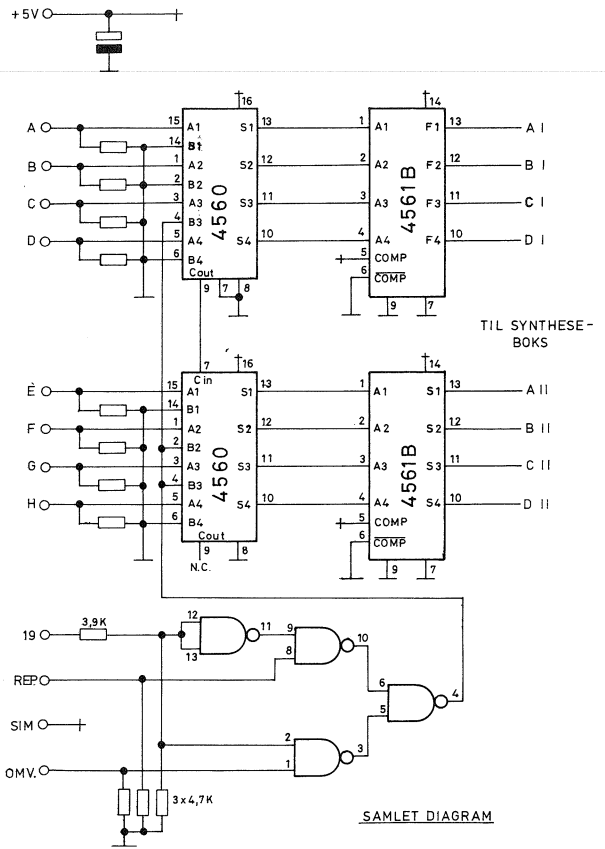 +5V
16
14
A 15 A1 S1 13 1 A1 F1 13 A I
14 B1
B 1 A2 S2 12 2 A2 F2 12 B I
2 B2
C 3 A3 S3 11 3 A3 F3 11 C I
4 B3
4560
4561B
D 5 A4 S4 10 4 A4 F4 10 D I
6 B4
5 COMP
6 COMP
Cout
9 7 8
9 7
TIL SYNTHESE-
BOKS
7
Cin
16
14
E 15 A1 S1 13 1 A1 S1 13 A II
14 B1
F 1 A2 S2 12 2 A2 S2 12 B II
2 B2
G 3 A3 S3 11 3 A3 S3 11 C II
4 B3
4560
4561B
H 5 A4 S4 10 4 A4 S4 10 D II
6 B4
5 COMP
6 COMP
Cout
9 8
9 7
N.C.
19 3,9K 12 11 9 10
13 8
REP.
6 4
5
SIM
2 3
1
OMV.
3x4,7K
SAMLET DIAGRAM